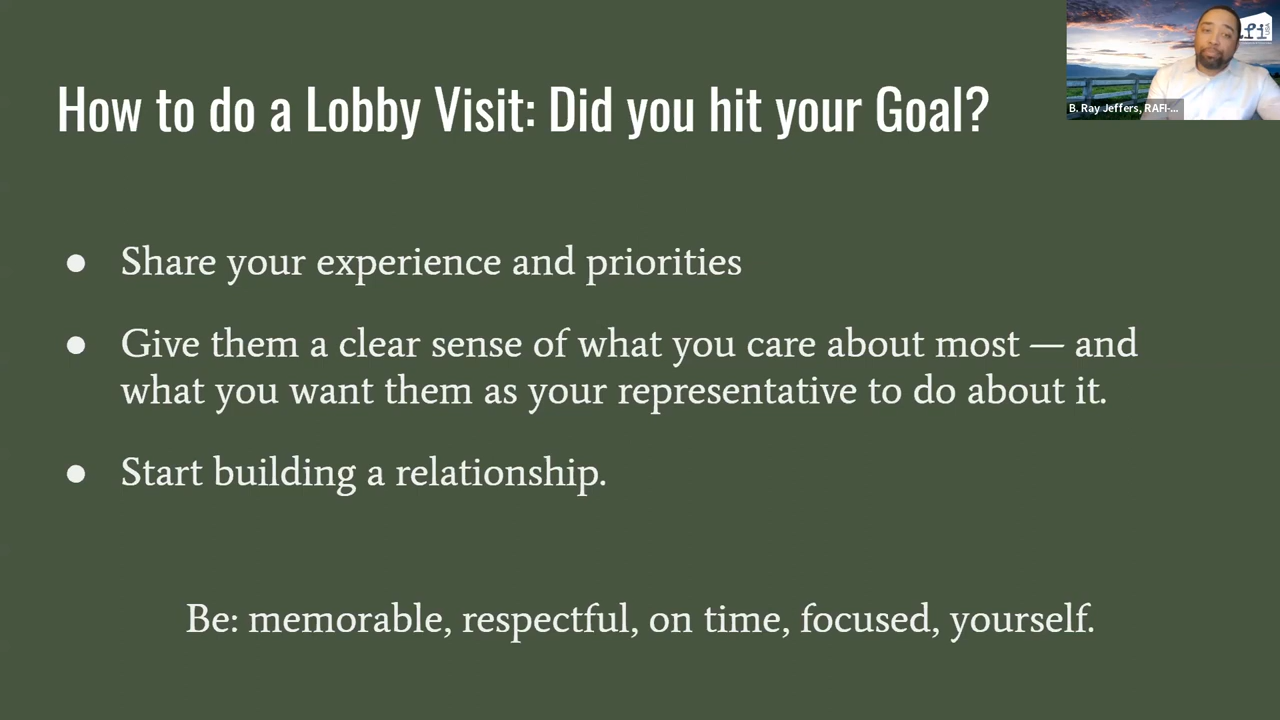 How to do a Lobby Visit: Did you hit your Goal?
B. Ray Jeffers, RAFI-...
● Share your experience and priorities
● Give them a clear sense of what you care about most — and
what you want them as your representative to do about it.
● Start building a relationship.
Be: memorable, respectful, on time, focused, yourself.